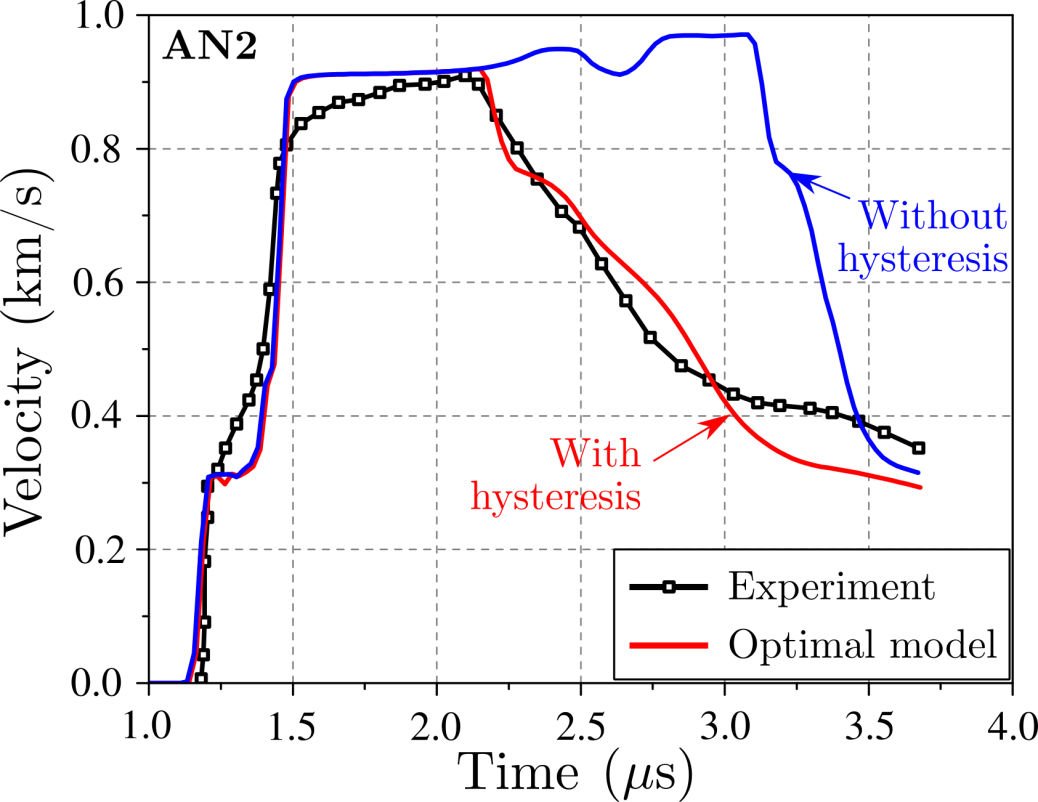 AN2
1.0
0.8
0.6
0.4
0.2
0.0
Velocity (km/s)
Without
hysteresis
With
hysteresis
Experiment
Optimal model
1.0 1.5 2.0 2.5 3.0 3.5 4.0
Time (μs)